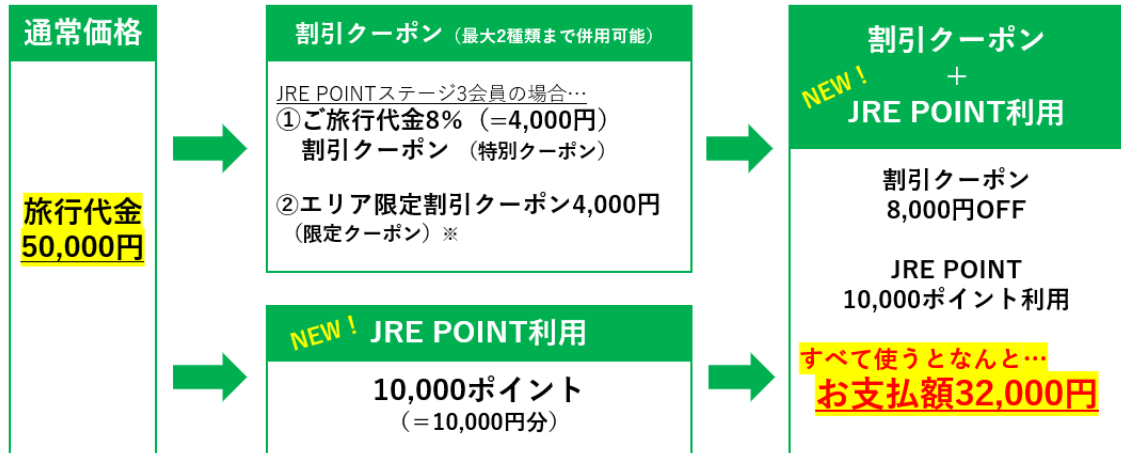 通常価格
旅行代金
50,000円
割引クーポン（最大2種類まで併用可能）
JRE POINTステージ3会員の場合…
①ご旅行代金8%（=4,000円）
割引クーポン （特別クーポン）
②エリア限定割引クーポン4,000円
（限定クーポン）※
NEW！ JRE POINT利用
10,000ポイント
（＝10,000円分）
割引クーポン
＋
NEW！
JRE POINT利用
割引クーポン
8,000円OFF
JRE POINT
10,000ポイント利用
すべて使うとなんと…
お支払額32,000円